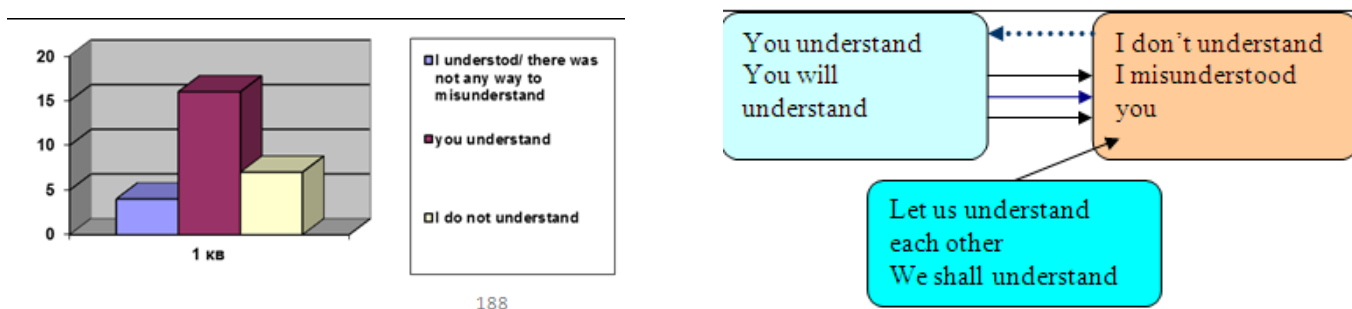 20
15
10
5
0
1 кв
I understod/ there was
not any way to
misunderstand
you understand
I do not understand
188
You understand
You will
understand
I don't understand
I misunderstood
you
Let us understand
each other
We shall understand